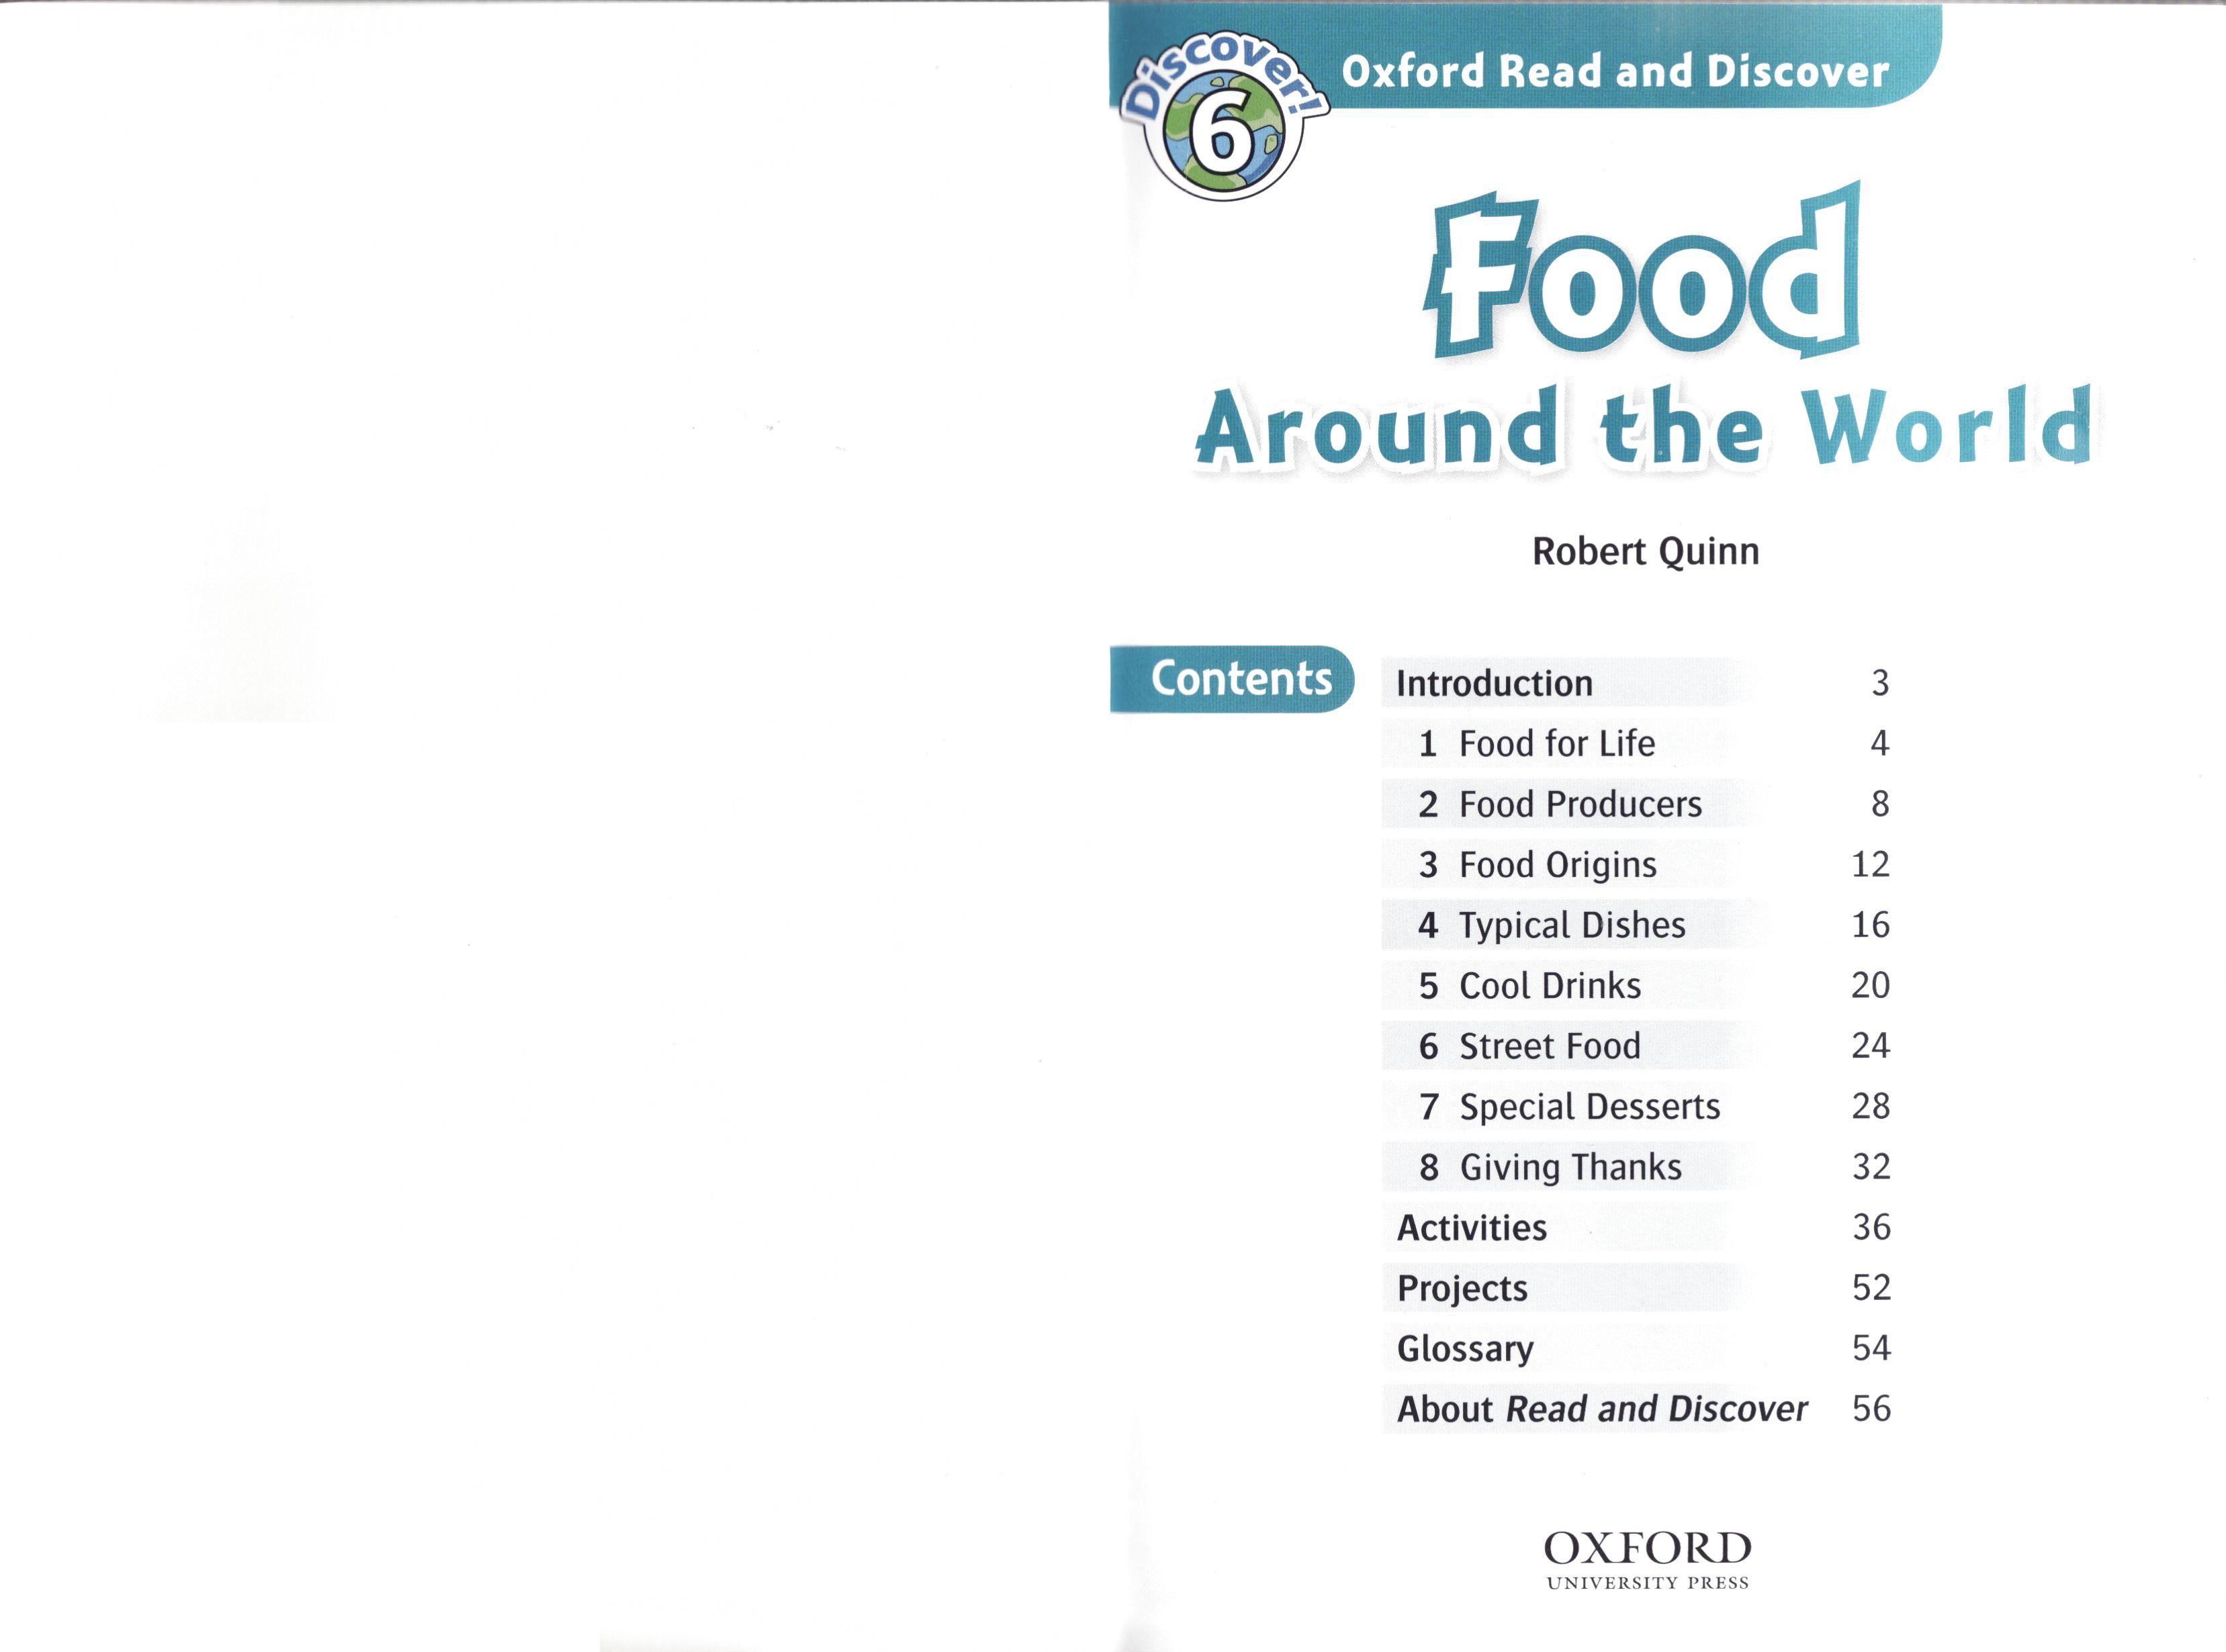 Discover!
6
Oxford Read and Discover
Food
Around the World
Robert Quinn
Contents
Introduction 3
1 Food for Life 4
2 Food Producers 8
3 Food Origins 12
4 Typical Dishes 16
5 Cool Drinks 20
6 Street Food 24
7 Special Desserts 28
8 Giving Thanks 32
Activities 36
Projects 52
Glossary 54
About Read and Discover 56
OXFORD
UNIVERSITY PRESS